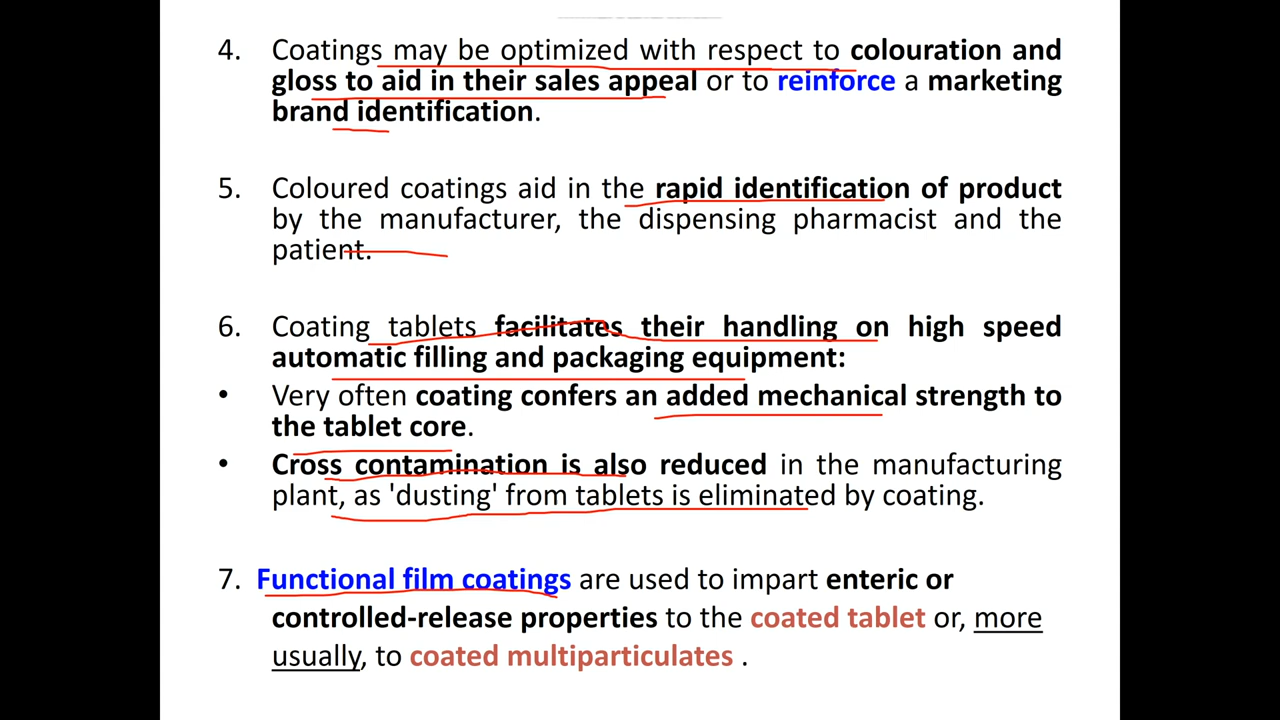 4. Coatings may be optimized with respect to colouration and
gloss to aid in their sales appeal or to reinforce a marketing
brand identification.
5. Coloured coatings aid in the rapid identification of product
by the manufacturer, the dispensing pharmacist and the
patient.
6. Coating tablets facilitates their handling on high speed
automatic filling and packaging equipment:
• Very often coating confers an added mechanical strength to
the tablet core.
• Cross contamination is also reduced in the manufacturing
plant, as 'dusting' from tablets is eliminated by coating.
7. Functional film coatings are used to impart enteric or
controlled-release properties to the coated tablet or, more
usually, to coated multiparticulates .